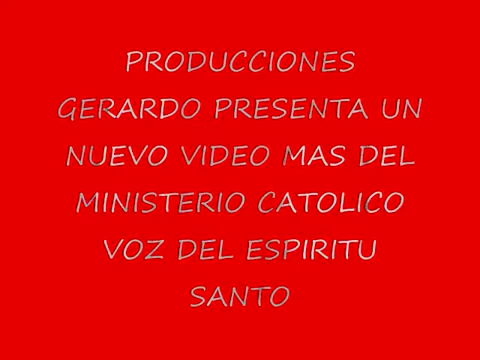 PRODUCCIONES
GERARDO PRESENTA UN
NUEVO VIDEO MAS DEL
MINISTERIO CATOLICO
VOZ DEL ESPIRITU
SANTO